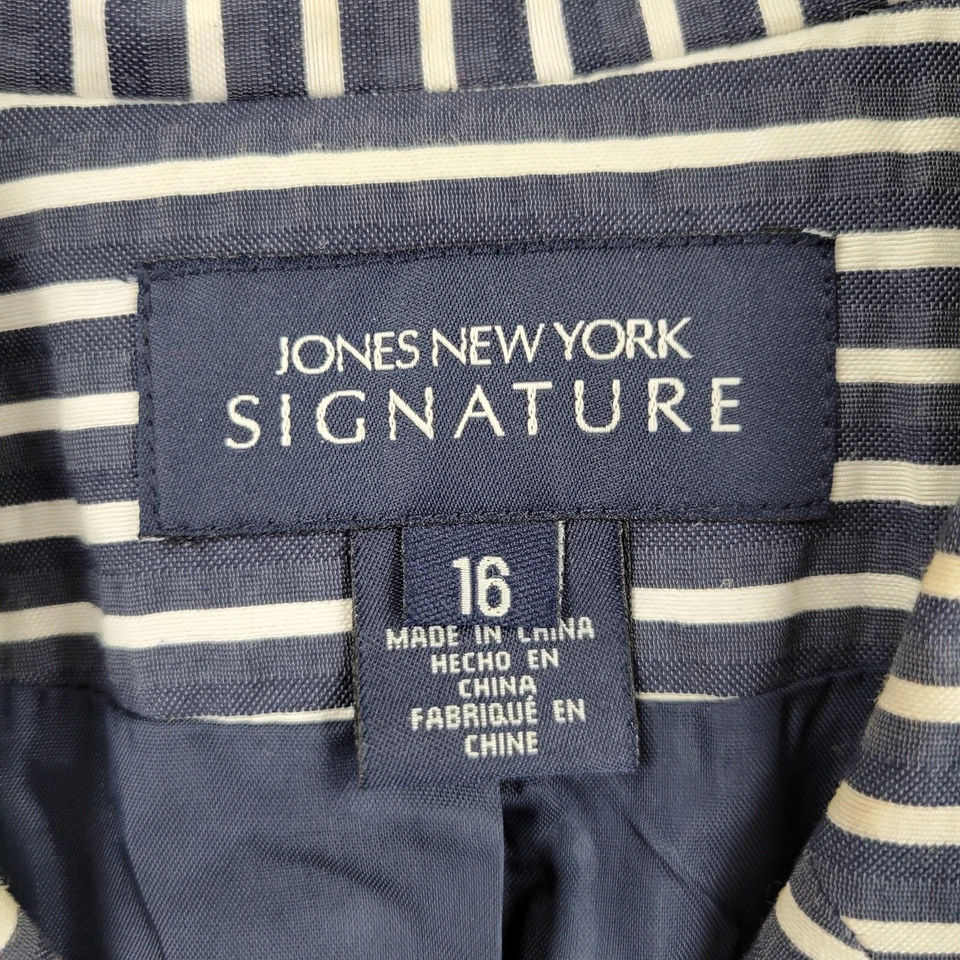 JONES NEW YORK
SIGNATURE
16
MADE IN CHINA
HECHO EN
CHINA
FABRIQUÉ EN
CHINE